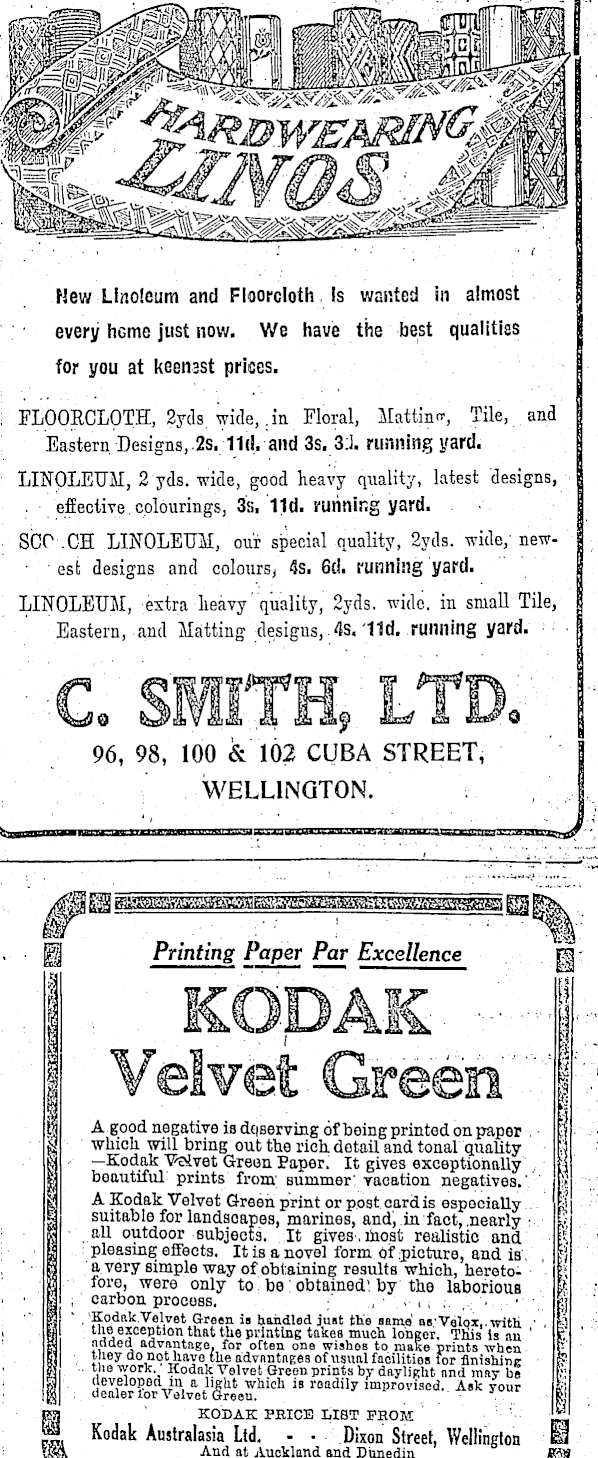 HARDWEARING
LINOS
New Linoleum and Floorcloth is wanted in almost
every home just now. We have the best qualities
for you at keenest prices.
FLOORCLOTH, 2yds wide, in Floral, Matting, Tile, and
Eastern Designs, 2s. 11d. and 3s. 3d. running yard.
LINOLEUM, 2 yds. wide, good heavy quality, latest designs,
effective colourings, 3s. 11d. running yard.
SCOTCH LINOLEUM, our special quality, 2yds. wide, new-
est designs and colours, 4s. 6d. running yard.
LINOLEUM, extra heavy quality, 2yds. wide, in small Tile,
Eastern, and Matting designs, 4s. 11d. running yard.
C. SMITH, LTD.
96, 98, 100 & 102 CUBA STREET,
WELLINGTON.
Printing Paper Par Excellence
KODAK
Velvet Green
A good negative is deserving of being printed on paper
which will bring out the rich detail and tonal quality
—Kodak Velvet Green Paper. It gives exceptionally
beautiful prints from summer vacation negatives.
A Kodak Velvet Green print or post card is especially
suitable for landscapes, marines, and, in fact, nearly
all outdoor subjects. It gives most realistic and
pleasing effects. It is a novel form of picture, and is
a very simple way of obtaining results which, hereto-
fore, were only to be obtained by the laborious
carbon process.
Kodak Velvet Green is handled just the same as Velox, with
the exception that the printing takes much longer. This is an
added advantage, for often one wishes to make prints when
they do not have the advantages of usual facilities for finishing
the work. Kodak Velvet Green prints by daylight and may be
developed in a light which is readily improvised. Ask your
dealer for Velvet Green.
KODAK PRICE LIST FROM
Kodak Australasia Ltd. - - Dixon Street, Wellington
And at Auckland and Dunedin